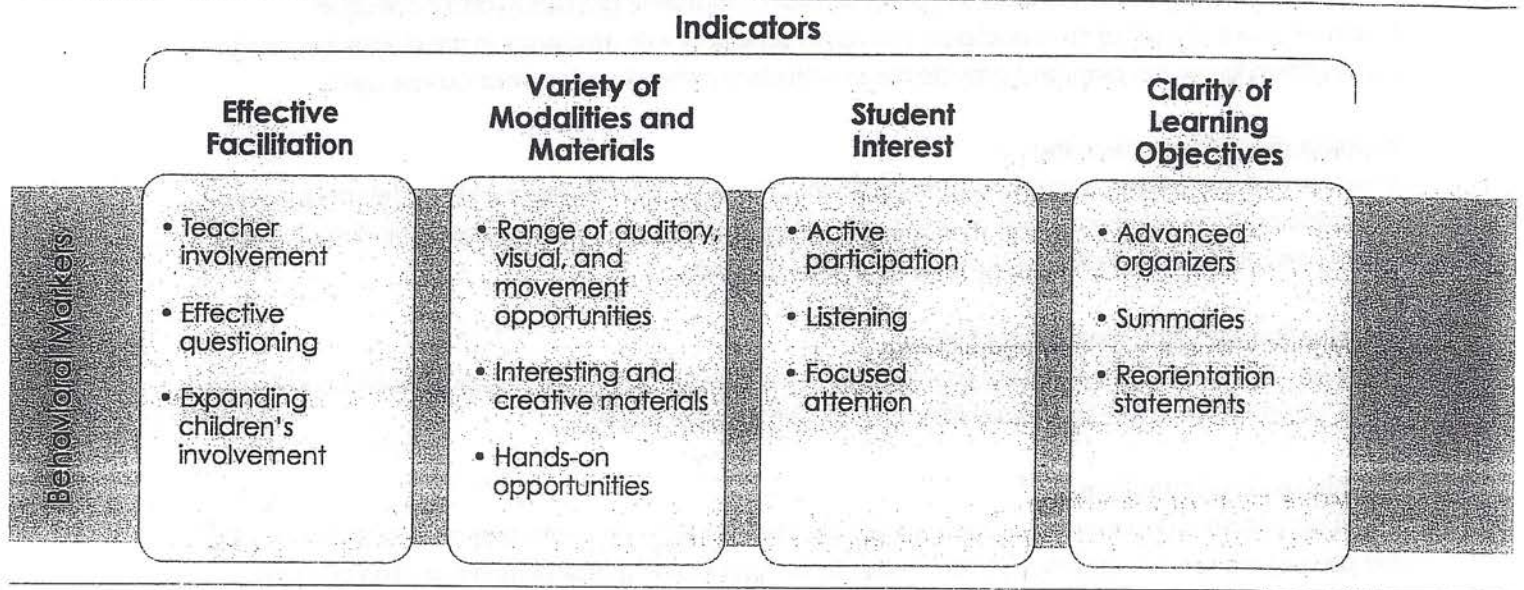 Indicators
Effective
Facilitation
Variety of
Modalities and
Materials
Student
Interest
Clarity of
Learning
Objectives
Behavioral Markers
• Teacher
involvement
• Effective
questioning
• Expanding
children's
involvement
• Range of auditory,
visual, and
movement
opportunities
• Interesting and
creative materials
• Hands-on
opportunities
• Active
participation
• Listening
• Focused
attention
• Advanced
organizers
• Summaries
• Reorientation
statements